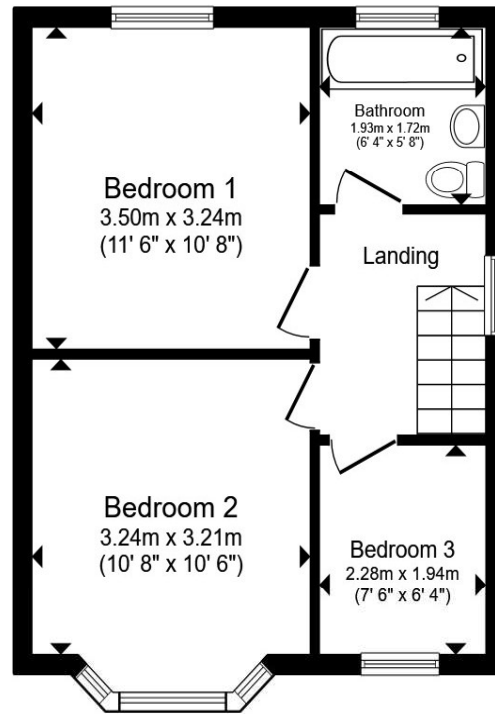 Bedroom 1
3.50m x 3.24m
(11' 6" x 10' 8")
Bathroom
1.93m x 1.72m
(6' 4" x 5' 8")
Landing
Bedroom 2
3.24m x 3.21m
(10' 8" x 10' 6")
Bedroom 3
2.28m x 1.94m
(7' 6" x 6' 4")